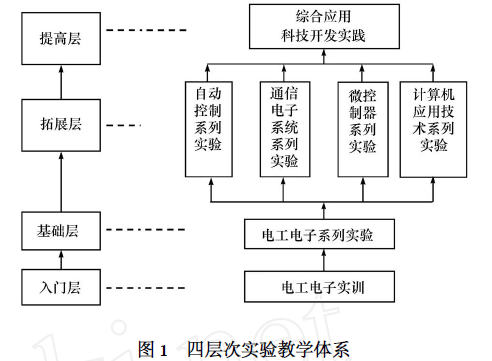 提高层
综合应用
科技开发实践
拓展层
自动
控制
系列
实验
通信
电子
系统
系列
实验
微控
制器
系列
实验
计算机
应用技
术系列
实验
基础层
电工电子系列实验
入门层
电工电子实训
图1 四层次实验教学体系